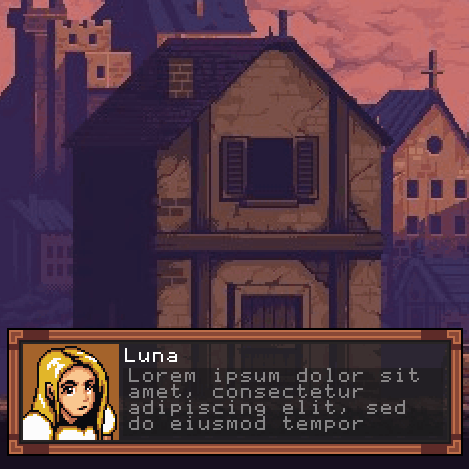 Luna
Lorem ipsum dolor sit
amet, consectetur
adipiscing elit, sed
do eiusmod tempor